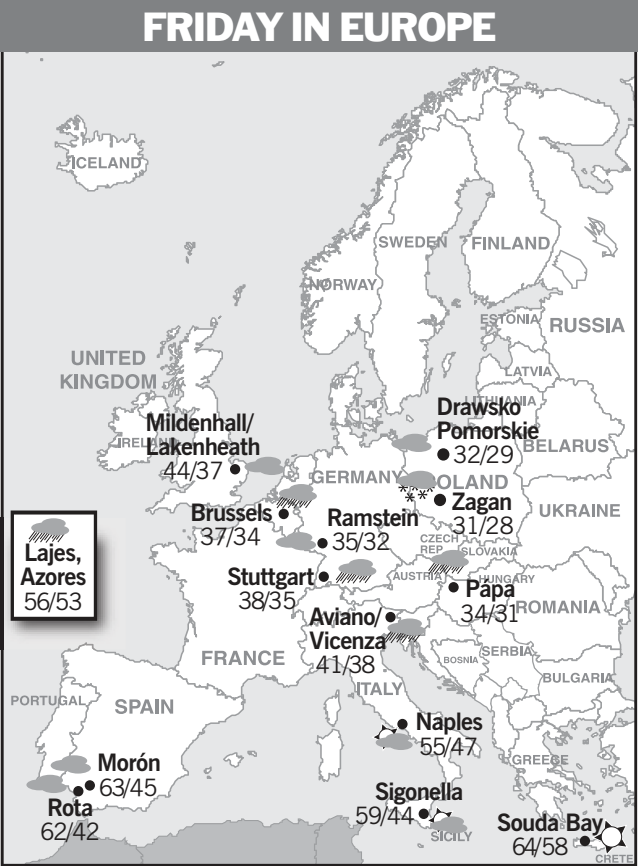 FRIDAY IN EUROPE
ICELAND
SWEDEN
FINLAND
NORWAY
ESTONIA
RUSSIA
LATVIA
LITHUANIA
UNITED
KINGDOM
IRELAND
Mildenhall/
Lakenheath
44/37
Drawsko
Pomorskie
32/29
BELARUS
GERMANY
POLAND
Zagan
31/28
UKRAINE
Brussels
37/34
Ramstein
35/32
CZECH
REP
SLOVAKIA
Lajes,
Azores
56/53
Stuttgart
38/35
AUSTRIA
HUNGARY
Pápa
34/31
ROMANIA
Aviano/
Vicenza
41/38
FRANCE
BOSNIA
SERBIA
BULGARIA
ITALY
PORTUGAL
SPAIN
Naples
55/47
GREECE
Morón
63/45
Rota
62/42
Sigonella
59/44
SICILY
Souda Bay
64/58
CRETE